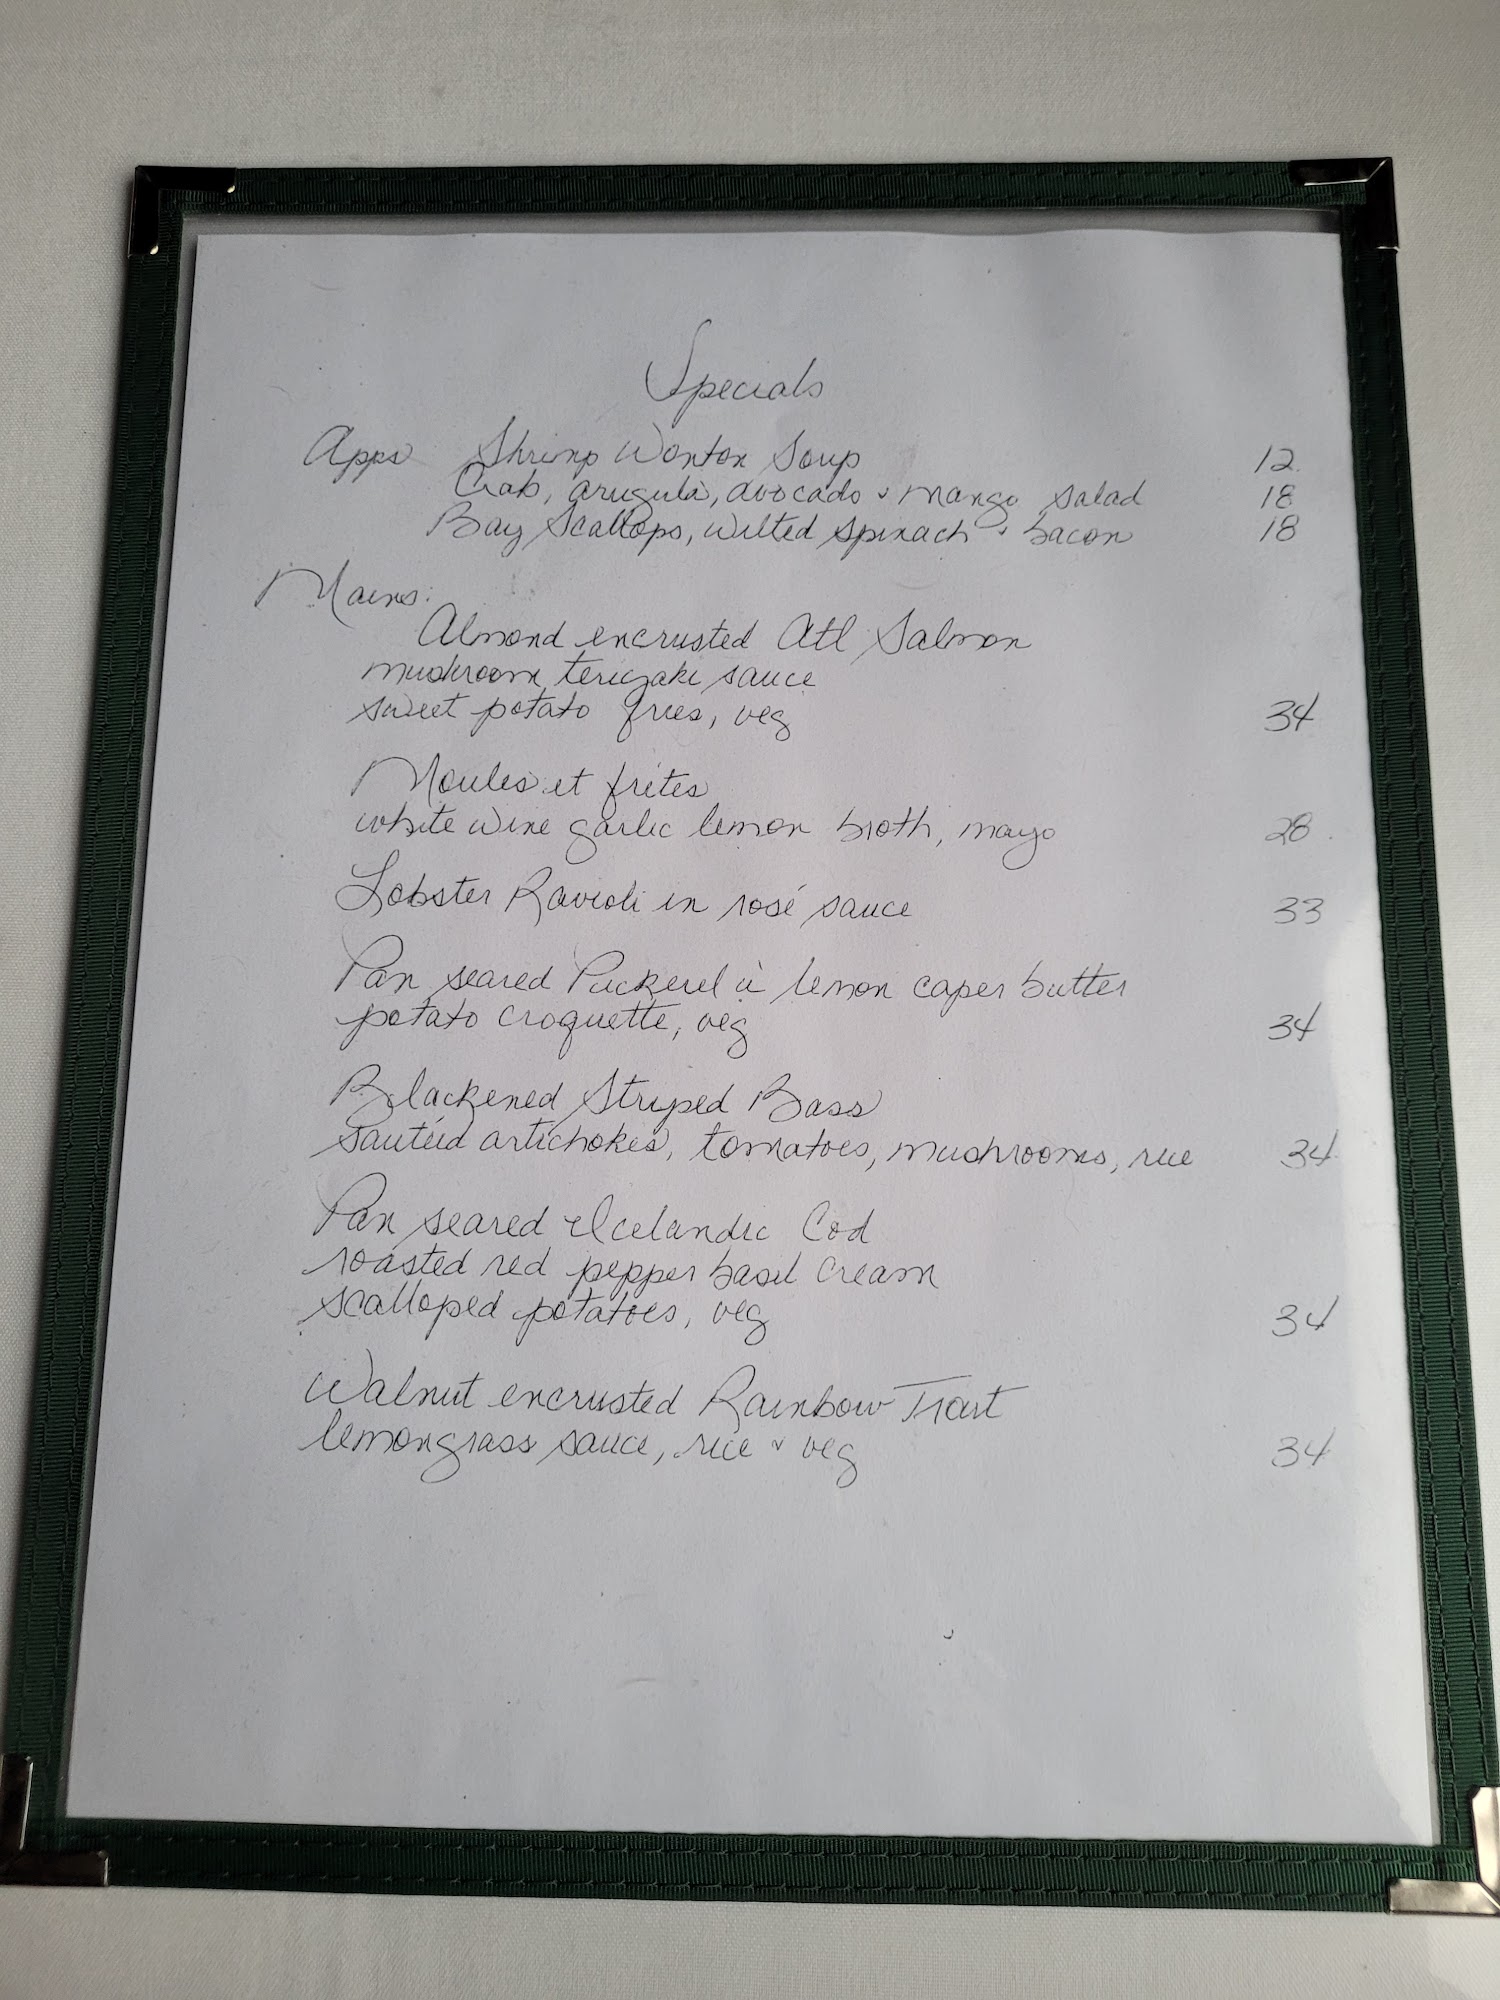 Specials
Apps Shrimp Wonton Soup 12
Crab, arugula, avocado & mango salad 18
Bay Scallops, wilted spinach & bacon 18
Mains:
Almond encrusted Atl Salmon
mushroom teriyaki sauce
sweet potato fries, veg 34
Moules et frites
white wine garlic lemon broth, mayo 28
Lobster Ravioli in rosé sauce 33
Pan seared Pickerel à lemon caper butter
potato croquette, veg 34
Blackened Striped Bass
sautéed artichokes, tomatoes, mushrooms, rice 34
Pan seared Icelandic Cod
roasted red pepper basil cream
scalloped potatoes, veg 34
Walnut encrusted Rainbow Trout
lemongrass sauce, rice & veg 34